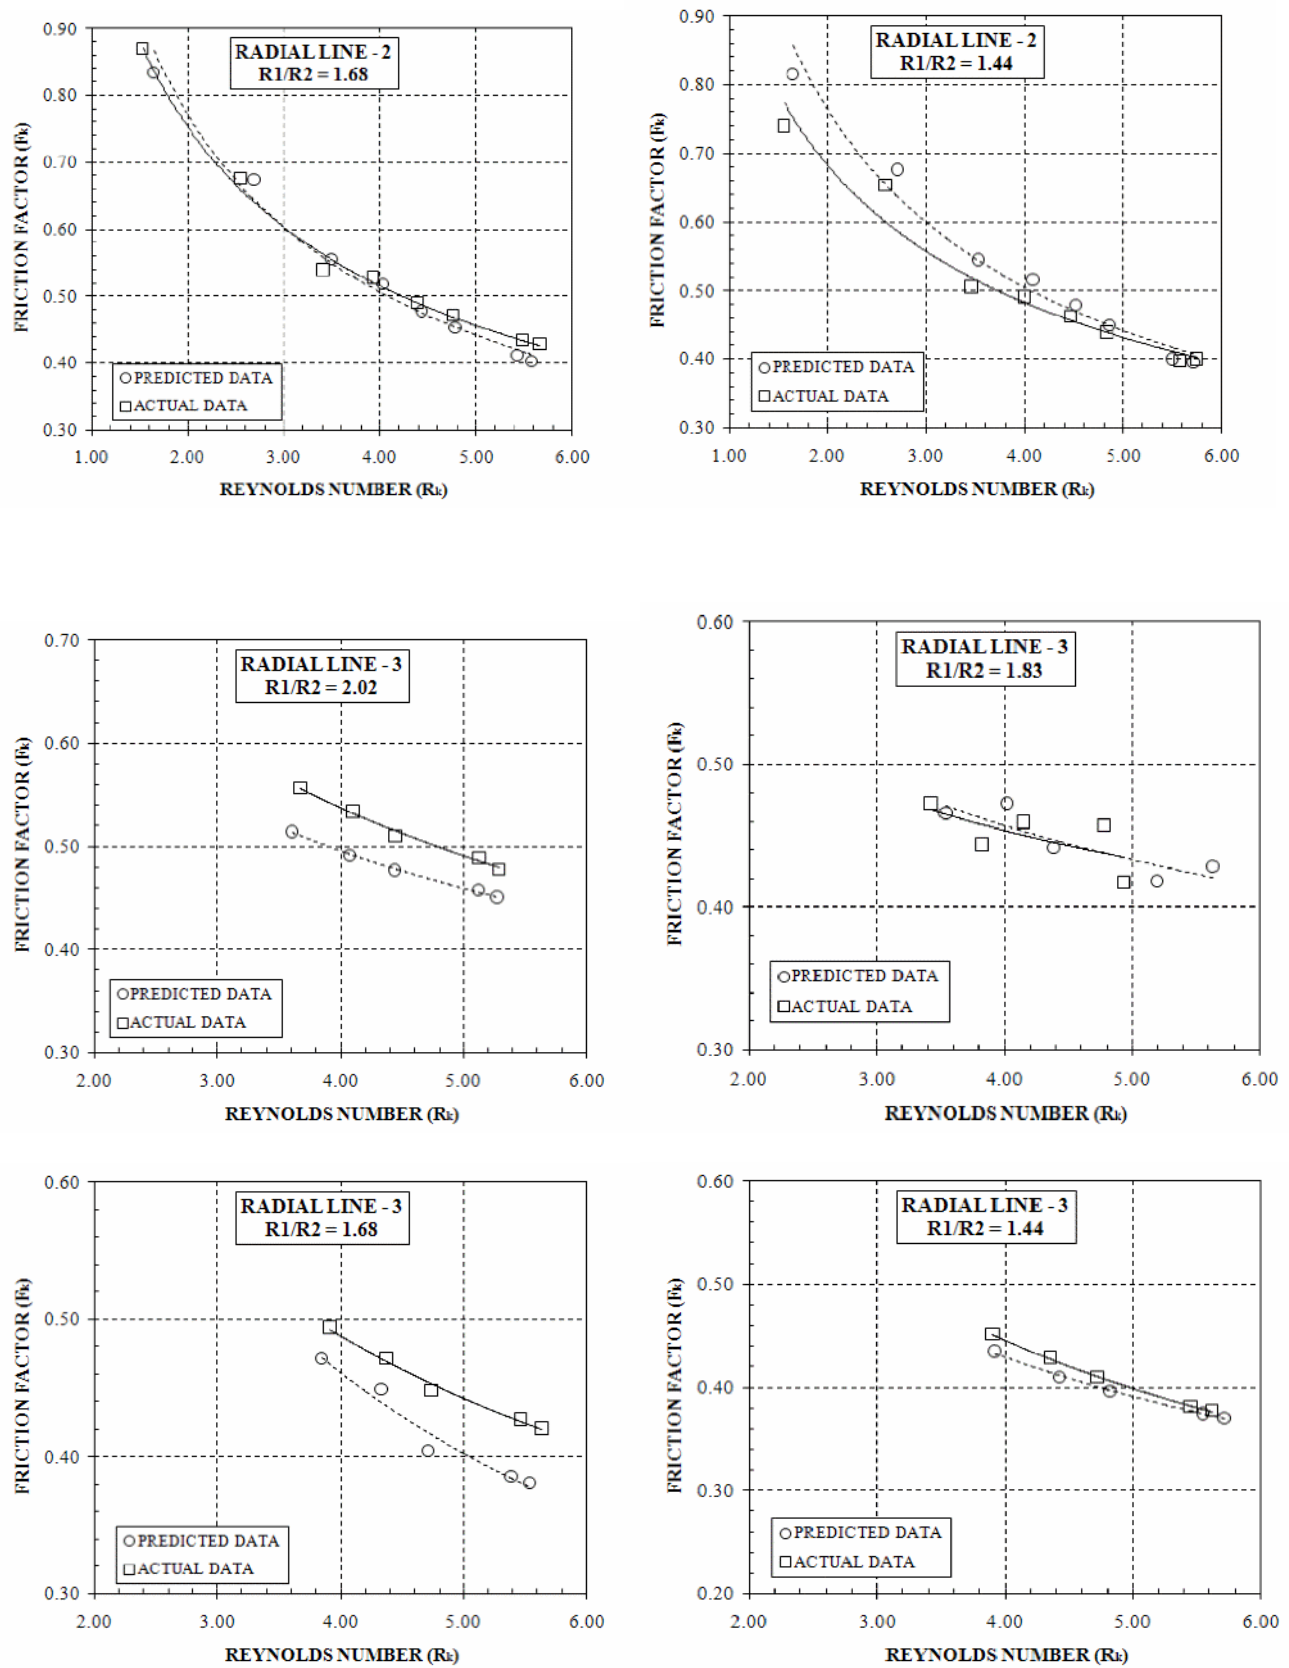 RADIAL LINE - 2
R1/R2 = 1.68
FRICTION FACTOR (Fk)
0.90
0.80
0.70
0.60
0.50
0.40
0.30
PREDICTED DATA
ACTUAL DATA
1.00 2.00 3.00 4.00 5.00 6.00
REYNOLDS NUMBER (Rk)
RADIAL LINE - 2
R1/R2 = 1.44
FRICTION FACTOR (Fk)
0.90
0.80
0.70
0.60
0.50
0.40
0.30
PREDICTED DATA
ACTUAL DATA
1.00 2.00 3.00 4.00 5.00 6.00
REYNOLDS NUMBER (Rk)
RADIAL LINE - 3
R1/R2 = 2.02
FRICTION FACTOR (Fk)
0.70
0.60
0.50
0.40
0.30
PREDICTED DATA
ACTUAL DATA
2.00 3.00 4.00 5.00 6.00
REYNOLDS NUMBER (Rk)
RADIAL LINE - 3
R1/R2 = 1.83
FRICTION FACTOR (Fk)
0.60
0.50
0.40
0.30
PREDICTED DATA
ACTUAL DATA
2.00 3.00 4.00 5.00 6.00
REYNOLDS NUMBER (Rk)
RADIAL LINE - 3
R1/R2 = 1.68
FRICTION FACTOR (Fk)
0.60
0.50
0.40
0.30
PREDICTED DATA
ACTUAL DATA
2.00 3.00 4.00 5.00 6.00
REYNOLDS NUMBER (Rk)
RADIAL LINE - 3
R1/R2 = 1.44
FRICTION FACTOR (Fk)
0.60
0.50
0.40
0.30
0.20
PREDICTED DATA
ACTUAL DATA
2.00 3.00 4.00 5.00 6.00
REYNOLDS NUMBER (Rk)